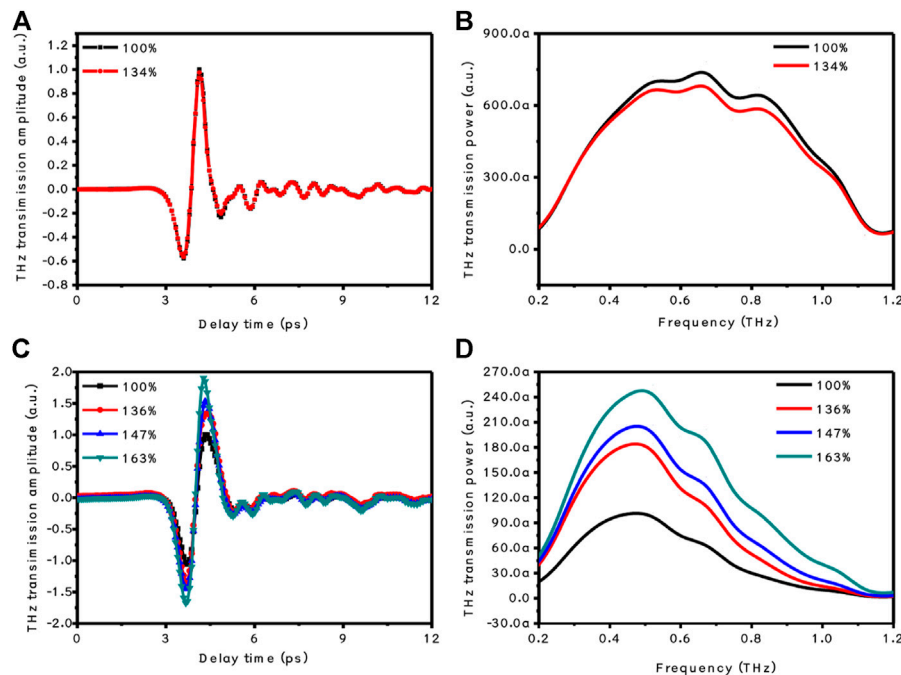 A
THz transmission amplitude (a.u.)
1.2
1.0
0.8
0.6
0.4
0.2
0.0
-0.2
-0.4
-0.6
-0.8
100%
134%
0
3
6
9
12
Delay time (ps)
B
THz transmission power (a.u.)
900.0a
600.0a
300.0a
0.0
100%
134%
0.2
0.4
0.6
0.8
1.0
1.2
Frequency (THz)
C
THz transmission amplitude (a.u.)
2.0
1.5
1.0
0.5
0.0
-0.5
-1.0
-1.5
-2.0
100%
136%
147%
163%
0
3
6
9
12
Delay time (ps)
D
THz transmission power (a.u.)
270.0a
240.0a
210.0a
180.0a
150.0a
120.0a
90.0a
60.0a
30.0a
0.0
-30.0a
100%
136%
147%
163%
0.2
0.4
0.6
0.8
1.0
1.2
Frequency (THz)